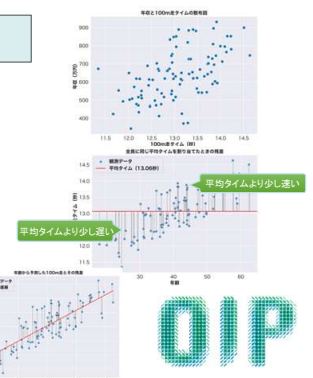 年収と100m走タイムの散布図
900
800
700
600
500
400
年収（万円）
11.5 12.0 12.5 13.0 13.5 14.0 14.5
100m走タイム（秒）
全員に同じ平均タイムを割り当てたときの残差
観測データ
平均タイム（13.06秒）
14.5
14.0
13.5
13.0
12.5
12.0
11.5
タイム（秒）
平均タイムより少し速い
平均タイムより少し遅い
30 40 50 60
年齢
年齢から予測した100m走とその残差
データ
直線
OIP